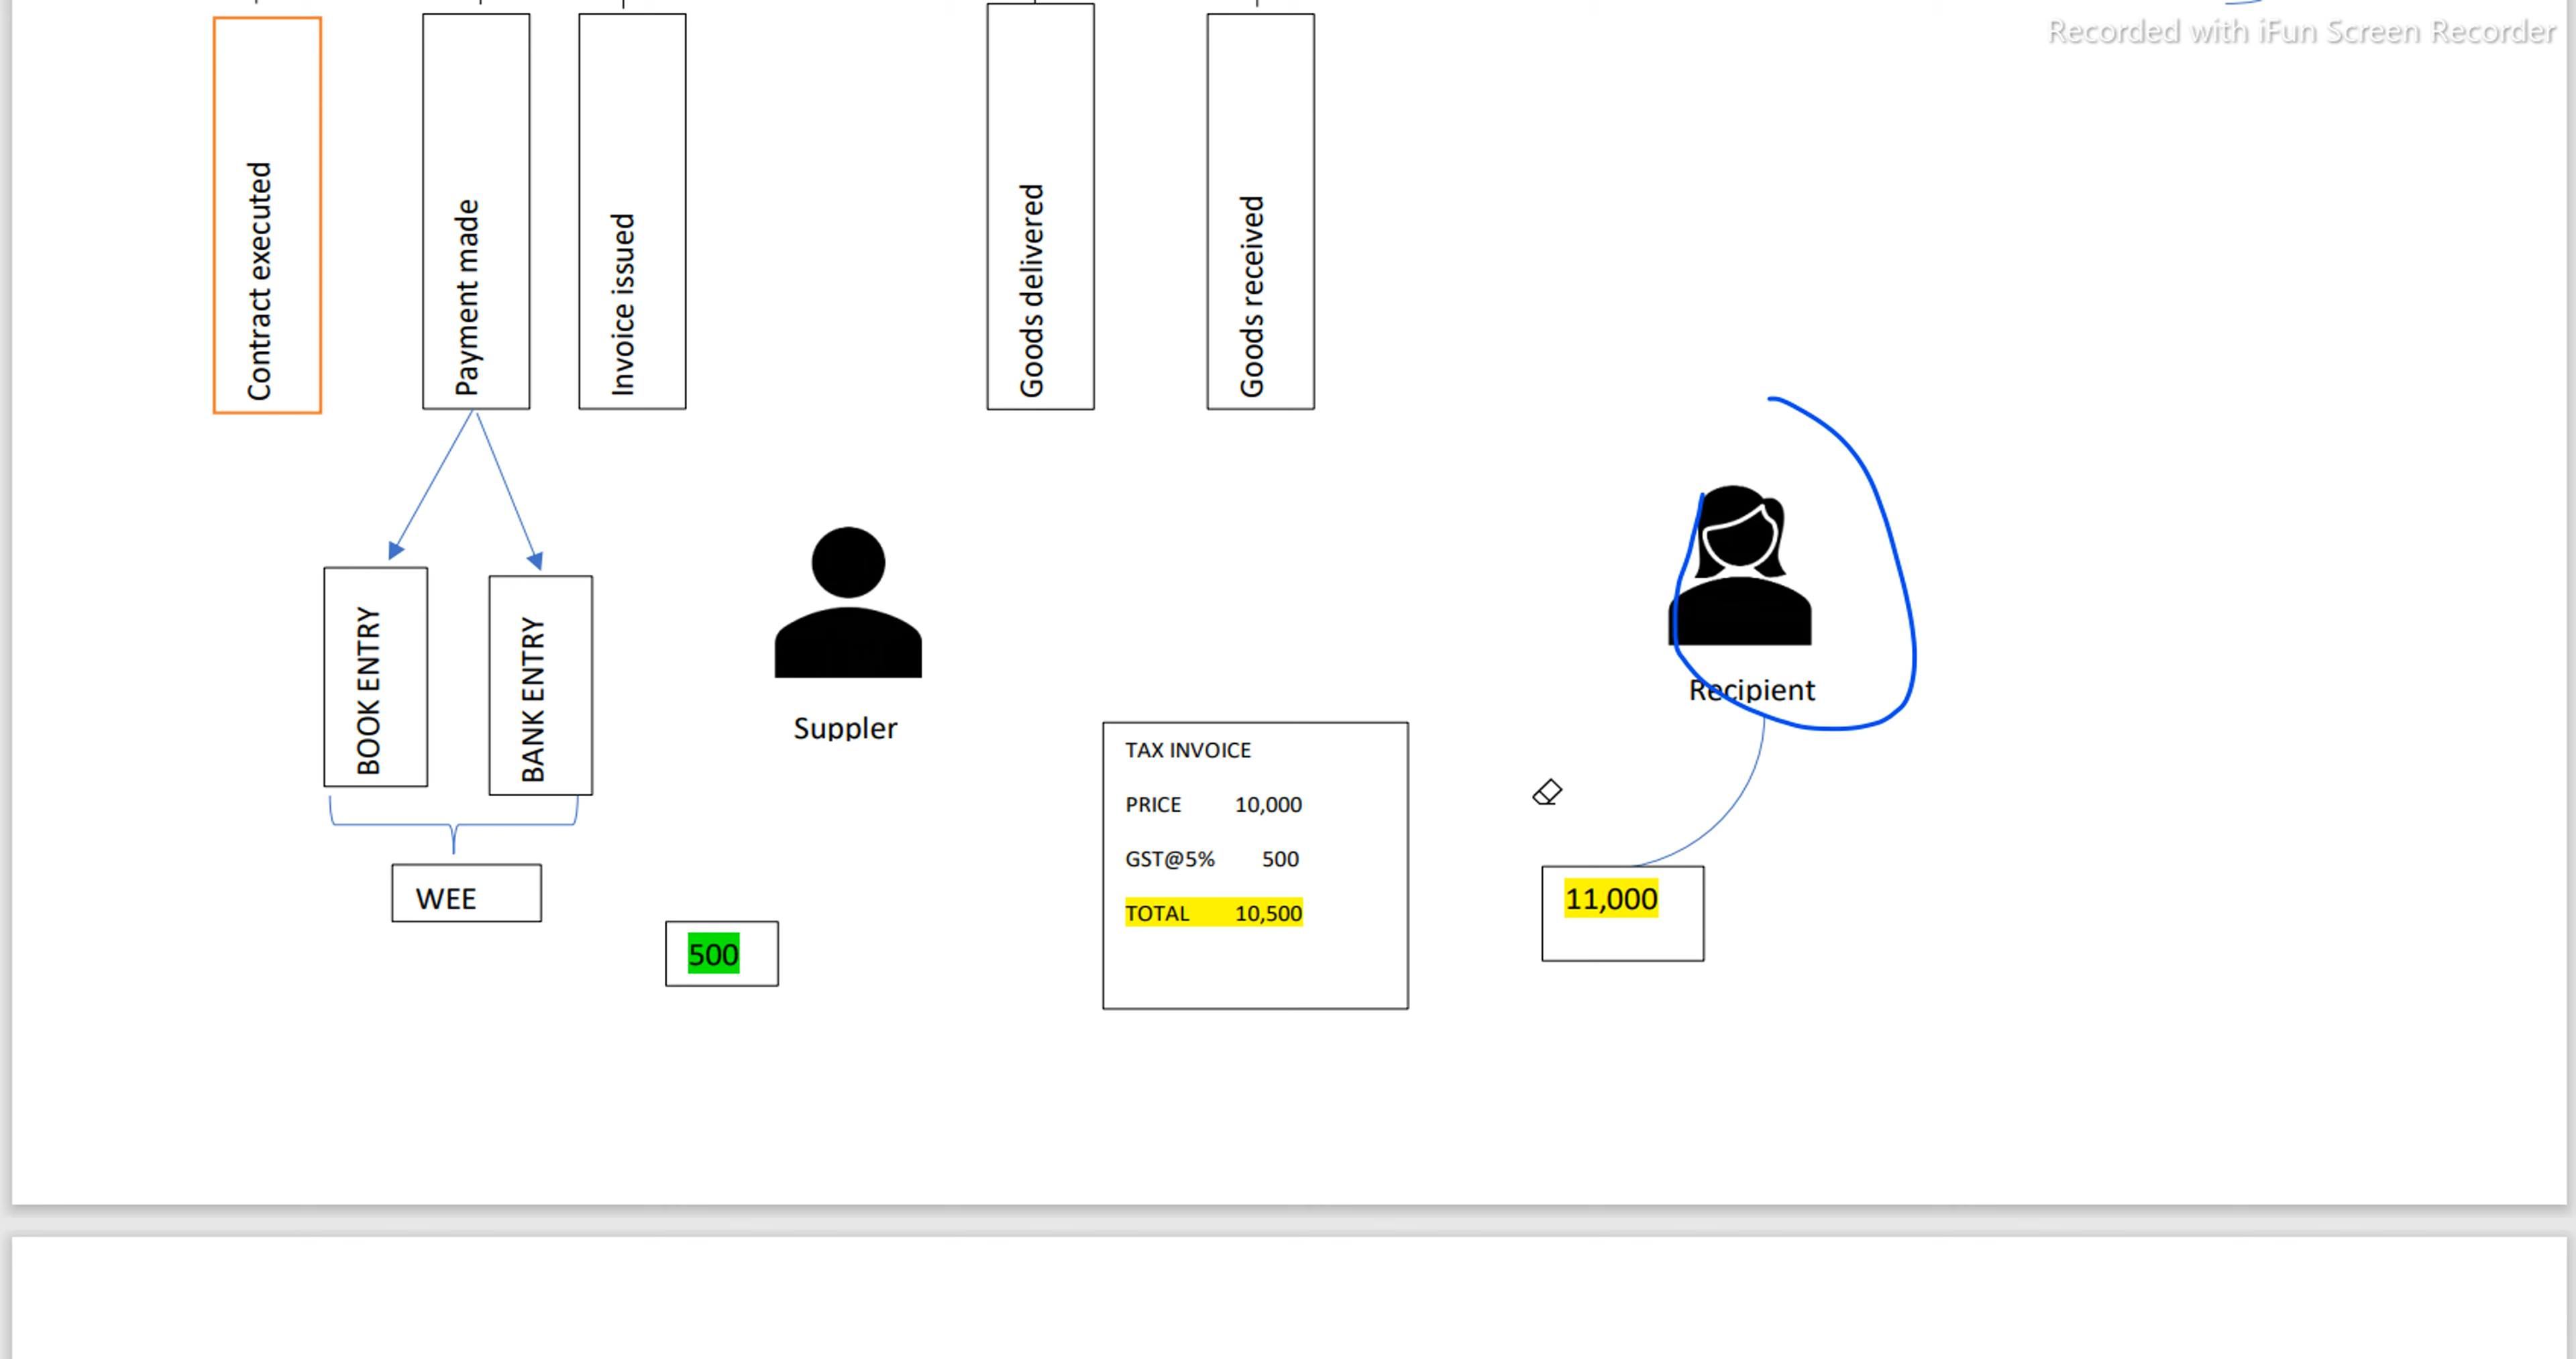 Recorded with iFun Screen Recorder
Contract executed
Payment made
Invoice issued
Goods delivered
Goods received
BOOK ENTRY
BANK ENTRY
WEE
Suppler
Recipient
TAX INVOICE
PRICE 10,000
GST@5% 500
TOTAL 10,500
11,000
500